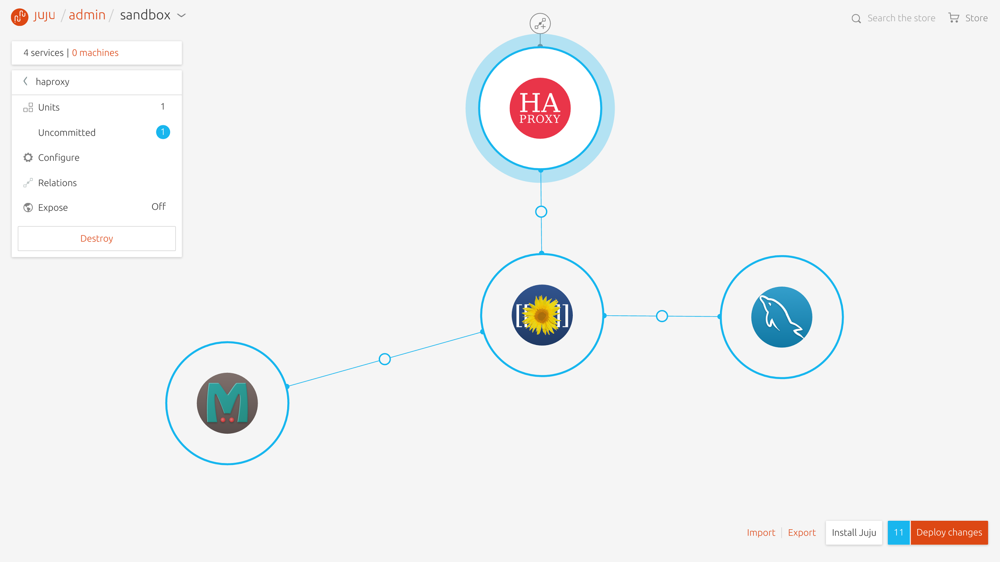 juju / admin / sandbox
Search the store
Store
4 services | 0 machines
haproxy
Units 1
Uncommitted 1
Configure
Relations
Expose Off
Destroy
HA
PROXY
M
Import | Export
Install Juju
11 Deploy changes